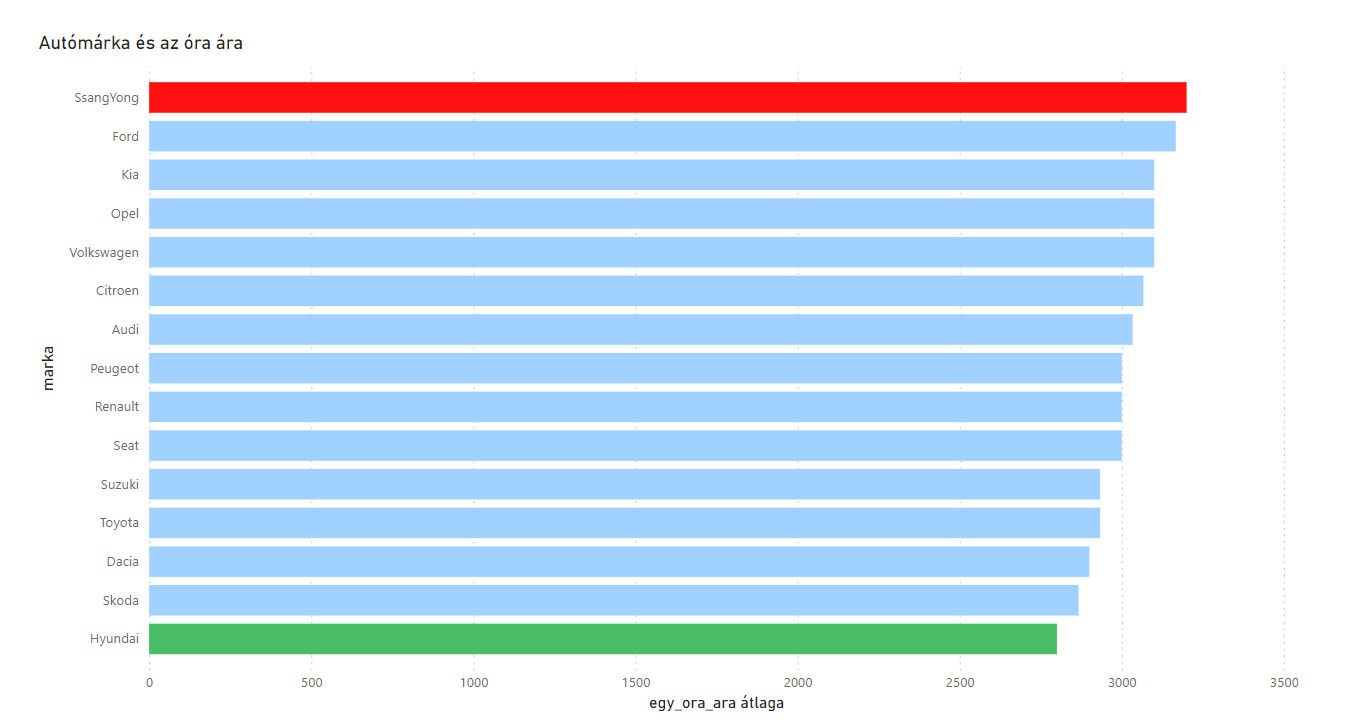 Autómárka és az óra ára
SsangYong
Ford
Kia
Opel
Volkswagen
Citroen
Audi
Peugeot
Renault
Seat
Suzuki
Toyota
Dacia
Skoda
Hyundai
marka
0 500 1000 1500 2000 2500 3000 3500
egy_ora_ara átlaga